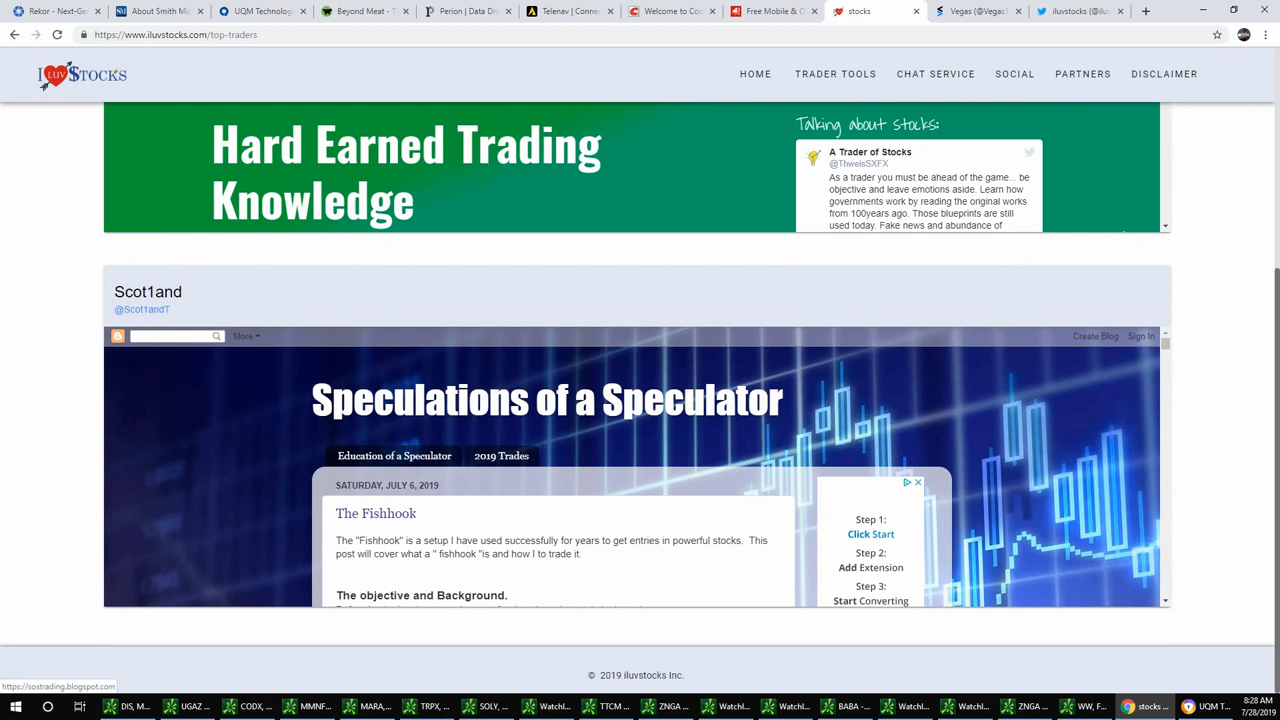 Rekor - Next-Ge
About Smith Mi
UQM Technolog
Beyond Meat - T
Perion | Data Dri
Telenav | Connec
Welcome to Co
Free Mobile & O
stocks
Vegas (@VegasT
iluvstocks (@iluv
https://www.iluvstocks.com/top-traders
I LUV $TOCKS
HOME TRADER TOOLS CHAT SERVICE SOCIAL PARTNERS DISCLAIMER
Hard Earned Trading
Knowledge
Talking about stocks:
A Trader of Stocks
@ThweisSXFX
As a trader you must be ahead of the game... be
objective and leave emotions aside. Learn how
governments work by reading the original works
from 100years ago. Those blueprints are still
used today. Fake news and abundance of
Scot1and
@Scot1andT
More
Create Blog Sign In
Speculations of a Speculator
Education of a Speculator 2019 Trades
SATURDAY, JULY 6, 2019
The Fishhook
The "Fishhook" is a setup I have used successfully for years to get entries in powerful stocks. This
post will cover what a " fishhook "is and how I to trade it.
The objective and Background.
Step 1:
Click Start
Step 2:
Add Extension
Step 3:
Start Converting
© 2019 iluvstocks Inc.
https://sostrading.blogspot.com
DIS, M...
UGAZ ...
CODX, ...
MMNF...
MARA,...
TRPX, ...
SOLY, ...
Watchl...
TTCM ...
ZNGA ...
Watchl...
Watchl...
BABA -...
Watchl...
Watchl...
ZNGA ...
WW, F...
stocks ...
UQM T...
8:28 AM
7/28/2019